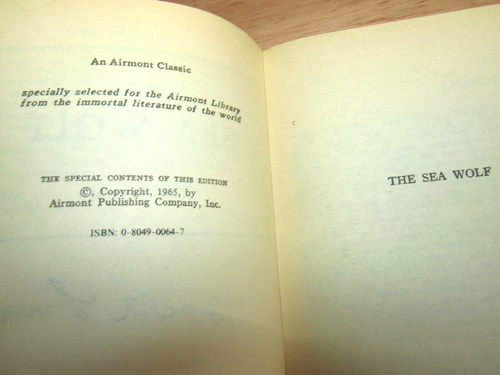 An Airmont Classic
specially selected for the Airmont Library
from the immortal literature of the world
THE SPECIAL CONTENTS OF THIS EDITION
©, Copyright, 1965, by
Airmont Publishing Company, Inc.
ISBN: 0-8049-0064-7
THE SEA WOLF